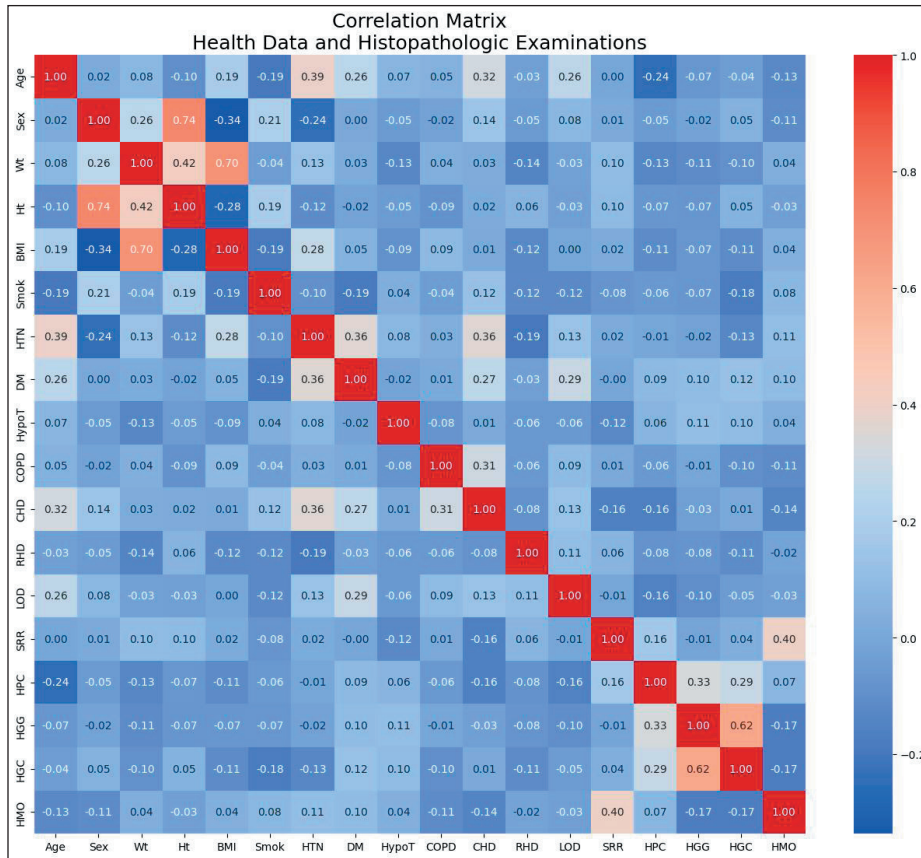 Correlation Matrix
Health Data and Histopathologic Examinations
Age 1.00 0.02 0.08 -0.10 0.19 -0.19 0.39 0.26 0.07 0.05 0.32 -0.03 0.26 0.00 -0.24 -0.07 -0.04 -0.13
Sex 0.02 1.00 0.26 0.74 -0.34 0.21 -0.24 0.00 -0.05 -0.02 0.14 -0.05 0.08 0.01 -0.05 -0.02 0.05 -0.11
Wt 0.08 0.26 1.00 0.42 0.70 -0.04 0.13 0.03 -0.13 0.04 0.03 -0.14 -0.03 0.10 -0.13 -0.11 -0.10 0.04
Ht -0.10 0.74 0.42 1.00 -0.28 0.19 -0.12 -0.02 -0.05 -0.09 0.02 0.06 -0.03 0.10 -0.07 -0.07 0.05 -0.03
BMI 0.19 -0.34 0.70 -0.28 1.00 -0.19 0.28 0.05 -0.09 0.09 0.01 -0.12 0.00 0.02 -0.11 -0.07 -0.11 0.04
Smok -0.19 0.21 -0.04 0.19 -0.19 1.00 -0.10 -0.19 0.04 -0.04 0.12 -0.12 -0.12 -0.08 -0.06 -0.07 -0.18 0.08
HTN 0.39 -0.24 0.13 -0.12 0.28 -0.10 1.00 0.36 0.08 0.03 0.36 -0.19 0.13 0.02 -0.01 -0.02 -0.13 0.11
DM 0.26 0.00 0.03 -0.02 0.05 -0.19 0.36 1.00 -0.02 0.01 0.27 -0.03 0.29 -0.00 0.09 0.10 0.12 0.10
HypoT 0.07 -0.05 -0.13 -0.05 -0.09 0.04 0.08 -0.02 1.00 -0.08 0.01 -0.06 -0.06 -0.12 0.06 0.11 0.10 0.04
COPD 0.05 -0.02 0.04 -0.09 0.09 -0.04 0.03 0.01 -0.08 1.00 0.31 -0.06 0.09 0.01 -0.06 -0.01 -0.10 -0.11
CHD 0.32 0.14 0.03 0.02 0.01 0.12 0.36 0.27 0.01 0.31 1.00 -0.08 0.13 -0.16 -0.16 -0.03 0.01 -0.14
RHD -0.03 -0.05 -0.14 0.06 -0.12 -0.12 -0.19 -0.03 -0.06 -0.06 -0.08 1.00 0.11 0.06 -0.08 -0.08 -0.11 -0.02
LOD 0.26 0.08 -0.03 -0.03 0.00 -0.12 0.13 0.29 -0.06 0.09 0.13 0.11 1.00 -0.01 -0.16 -0.10 -0.05 -0.03
SRR 0.00 0.01 0.10 0.10 0.02 -0.08 0.02 -0.00 -0.12 0.01 -0.16 0.06 -0.01 1.00 0.16 -0.01 0.04 0.40
HPC -0.24 -0.05 -0.13 -0.07 -0.11 -0.06 -0.01 0.09 0.06 -0.06 -0.16 -0.08 -0.16 0.16 1.00 0.33 0.29 0.07
HGG -0.07 -0.02 -0.11 -0.07 -0.07 -0.07 -0.02 0.10 0.11 -0.01 -0.03 -0.08 -0.10 -0.01 0.33 1.00 0.62 -0.17
HGC -0.04 0.05 -0.10 0.05 -0.11 -0.18 -0.13 0.12 0.10 -0.10 0.01 -0.11 -0.05 0.04 0.29 0.62 1.00 -0.17
HMO -0.13 -0.11 0.04 -0.03 0.04 0.08 0.11 0.10 0.04 -0.11 -0.14 -0.02 -0.03 0.40 0.07 -0.17 -0.17 1.00
Age Sex Wt Ht BMI Smok HTN DM HypoT COPD CHD RHD LOD SRR HPC HGG HGC HMO
1.0
0.8
0.6
0.4
0.2
0.0
-0.2